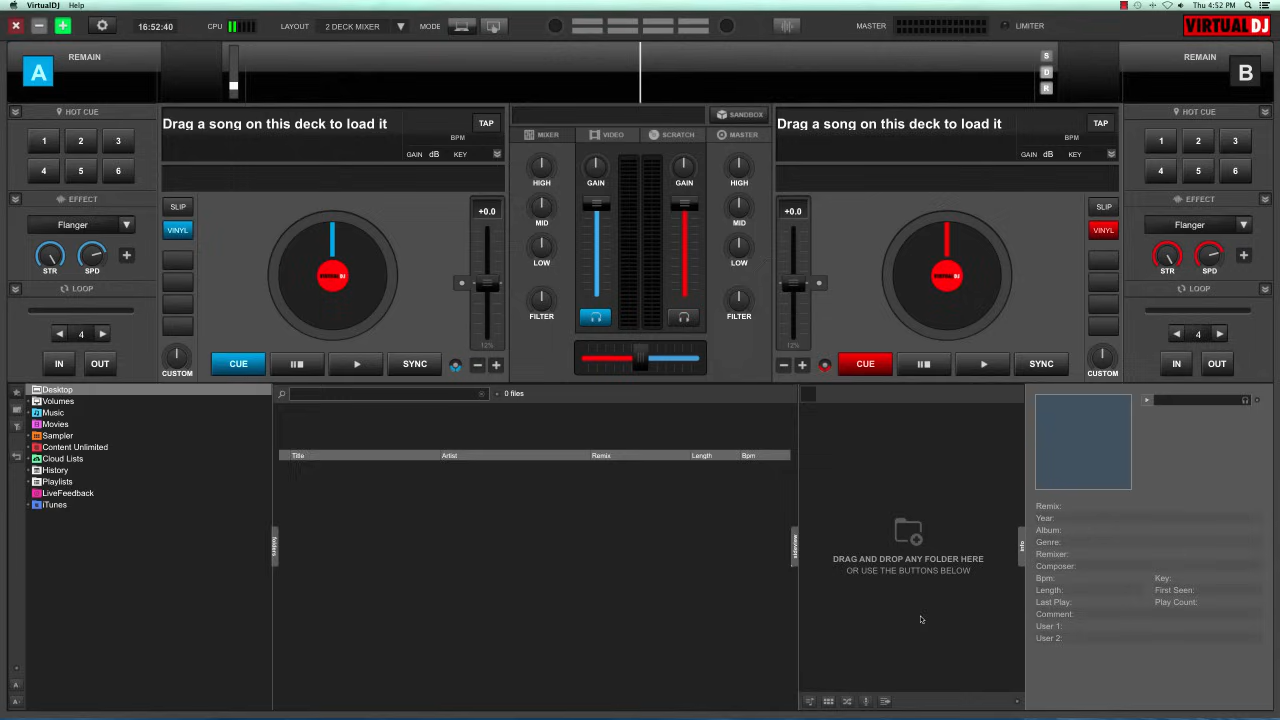 VirtualDJ Help
Thu 4:52 PM
16:52:40 CPU LAYOUT 2 DECK MIXER MODE MASTER LIMITER VIRTUAL DJ
A REMAIN S D R REMAIN B
HOT CUE
1 2 3
4 5 6
EFFECT
Flanger
STR SPD
LOOP
4
IN OUT
Drag a song on this deck to load it TAP
BPM
GAIN dB KEY
SLIP
VINYL
+0.0
12%
CUSTOM CUE SYNC
SANDBOX
MIXER VIDEO SCRATCH MASTER
HIGH GAIN GAIN HIGH
MID MID
LOW LOW
FILTER FILTER
Drag a song on this deck to load it TAP
BPM
GAIN dB KEY
+0.0
SLIP
VINYL
12%
CUE SYNC CUSTOM
HOT CUE
1 2 3
4 5 6
EFFECT
Flanger
STR SPD
LOOP
4
IN OUT
Desktop
Volumes
Music
Movies
Sampler
Content Unlimited
Cloud Lists
History
Playlists
LiveFeedback
iTunes
folders
0 files
Title Artist Remix Length Bpm
sideview
DRAG AND DROP ANY FOLDER HERE
OR USE THE BUTTONS BELOW
info
Remix:
Year:
Album:
Genre:
Remixer:
Composer:
Bpm: Key:
Length: First Seen:
Last Play: Play Count:
Comment:
User 1:
User 2: